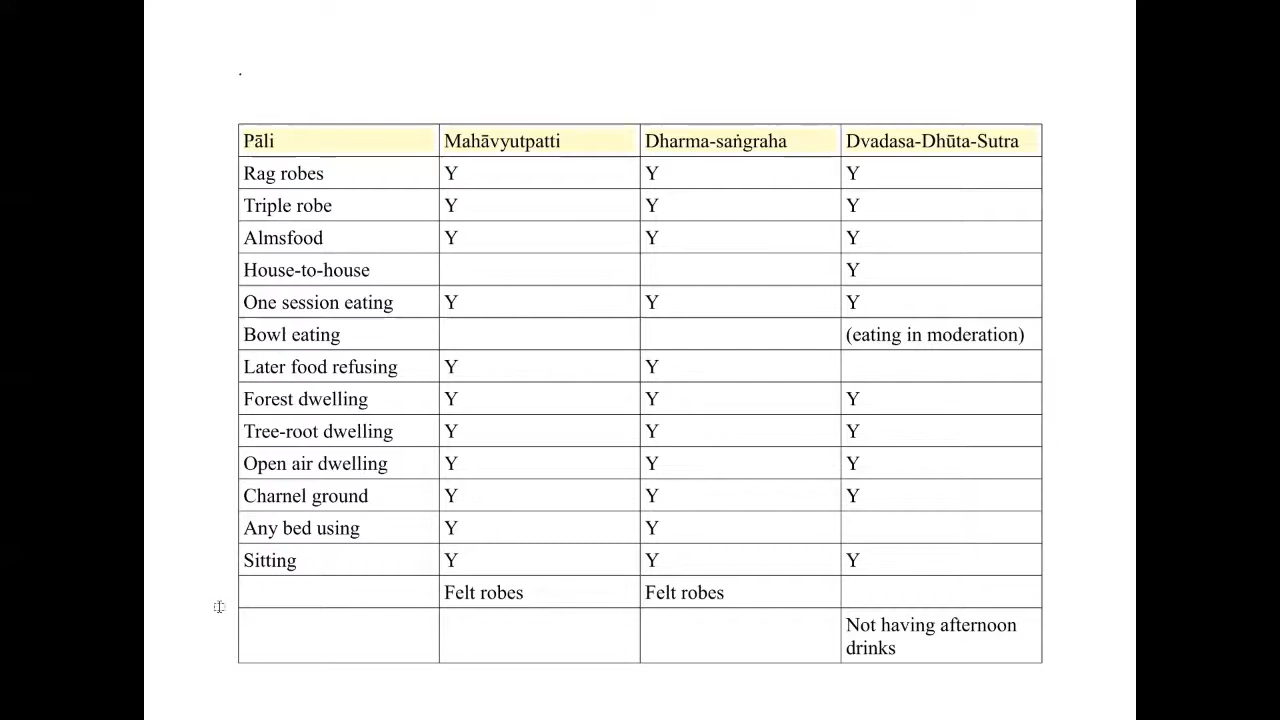 .
Pāli Mahāvyutpatti Dharma-saṅgraha Dvadasa-Dhūta-Sutra
Rag robes Y Y Y
Triple robe Y Y Y
Almsfood Y Y Y
House-to-house Y
One session eating Y Y Y
Bowl eating (eating in moderation)
Later food refusing Y Y
Forest dwelling Y Y Y
Tree-root dwelling Y Y Y
Open air dwelling Y Y Y
Charnel ground Y Y Y
Any bed using Y Y
Sitting Y Y Y
Felt robes Felt robes
Not having afternoon
drinks